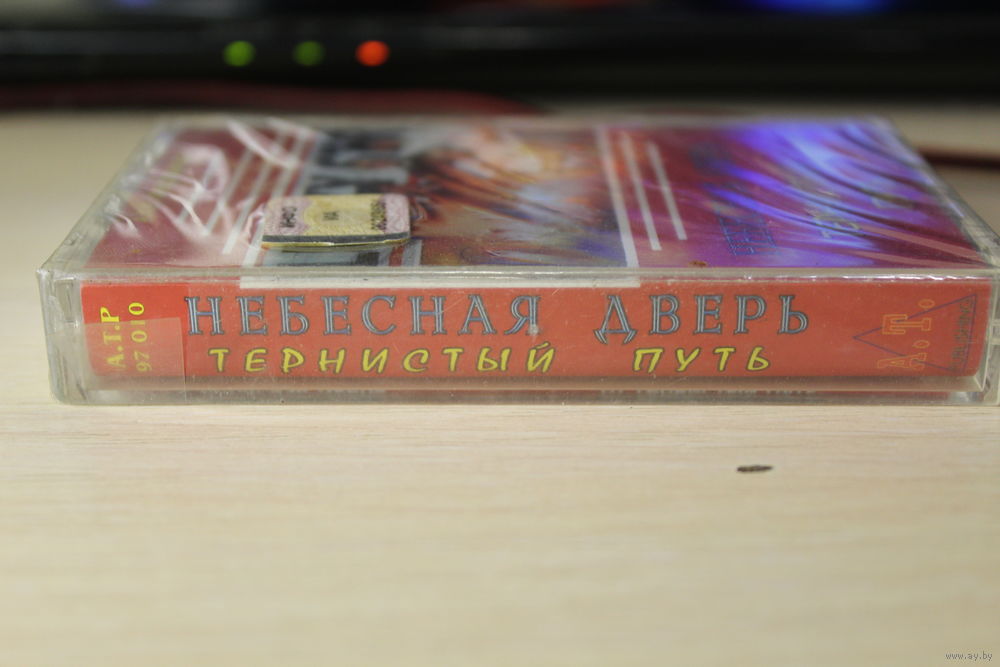 А.Т.Р
97 010
НЕБЕСНАЯ ДВЕРЬ
ТЕРНИСТЫЙ ПУТЬ
А.Т.
www.ay.by